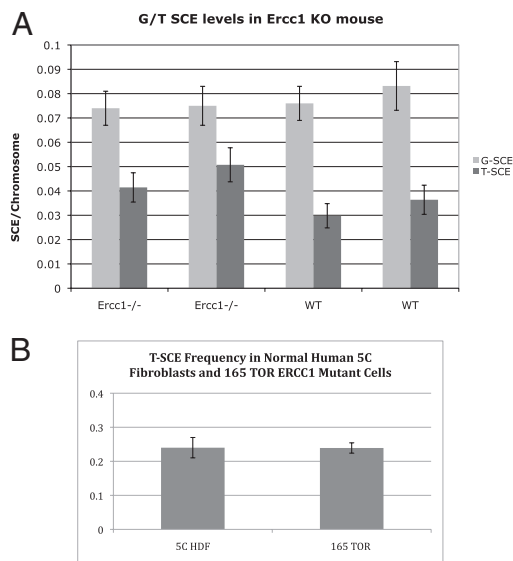 A
G/T SCE levels in Ercc1 KO mouse
0.1
0.09
0.08
0.07
0.06
0.05
0.04
0.03
0.02
0.01
0
SCE/Chromosome
G-SCE
T-SCE
Ercc1-/- Ercc1-/- WT WT
B
T-SCE Frequency in Normal Human 5C
Fibroblasts and 165 TOR ERCC1 Mutant Cells
0.4
0.3
0.2
0.1
0
5C HDF 165 TOR